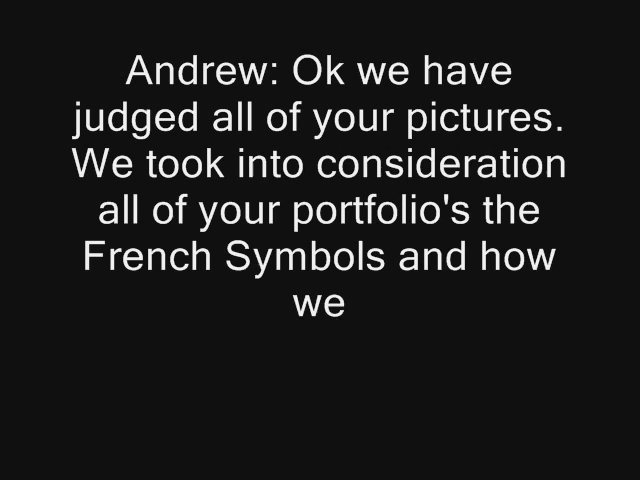 Andrew: Ok we have
judged all of your pictures.
We took into consideration
all of your portfolio's the
French Symbols and how
we